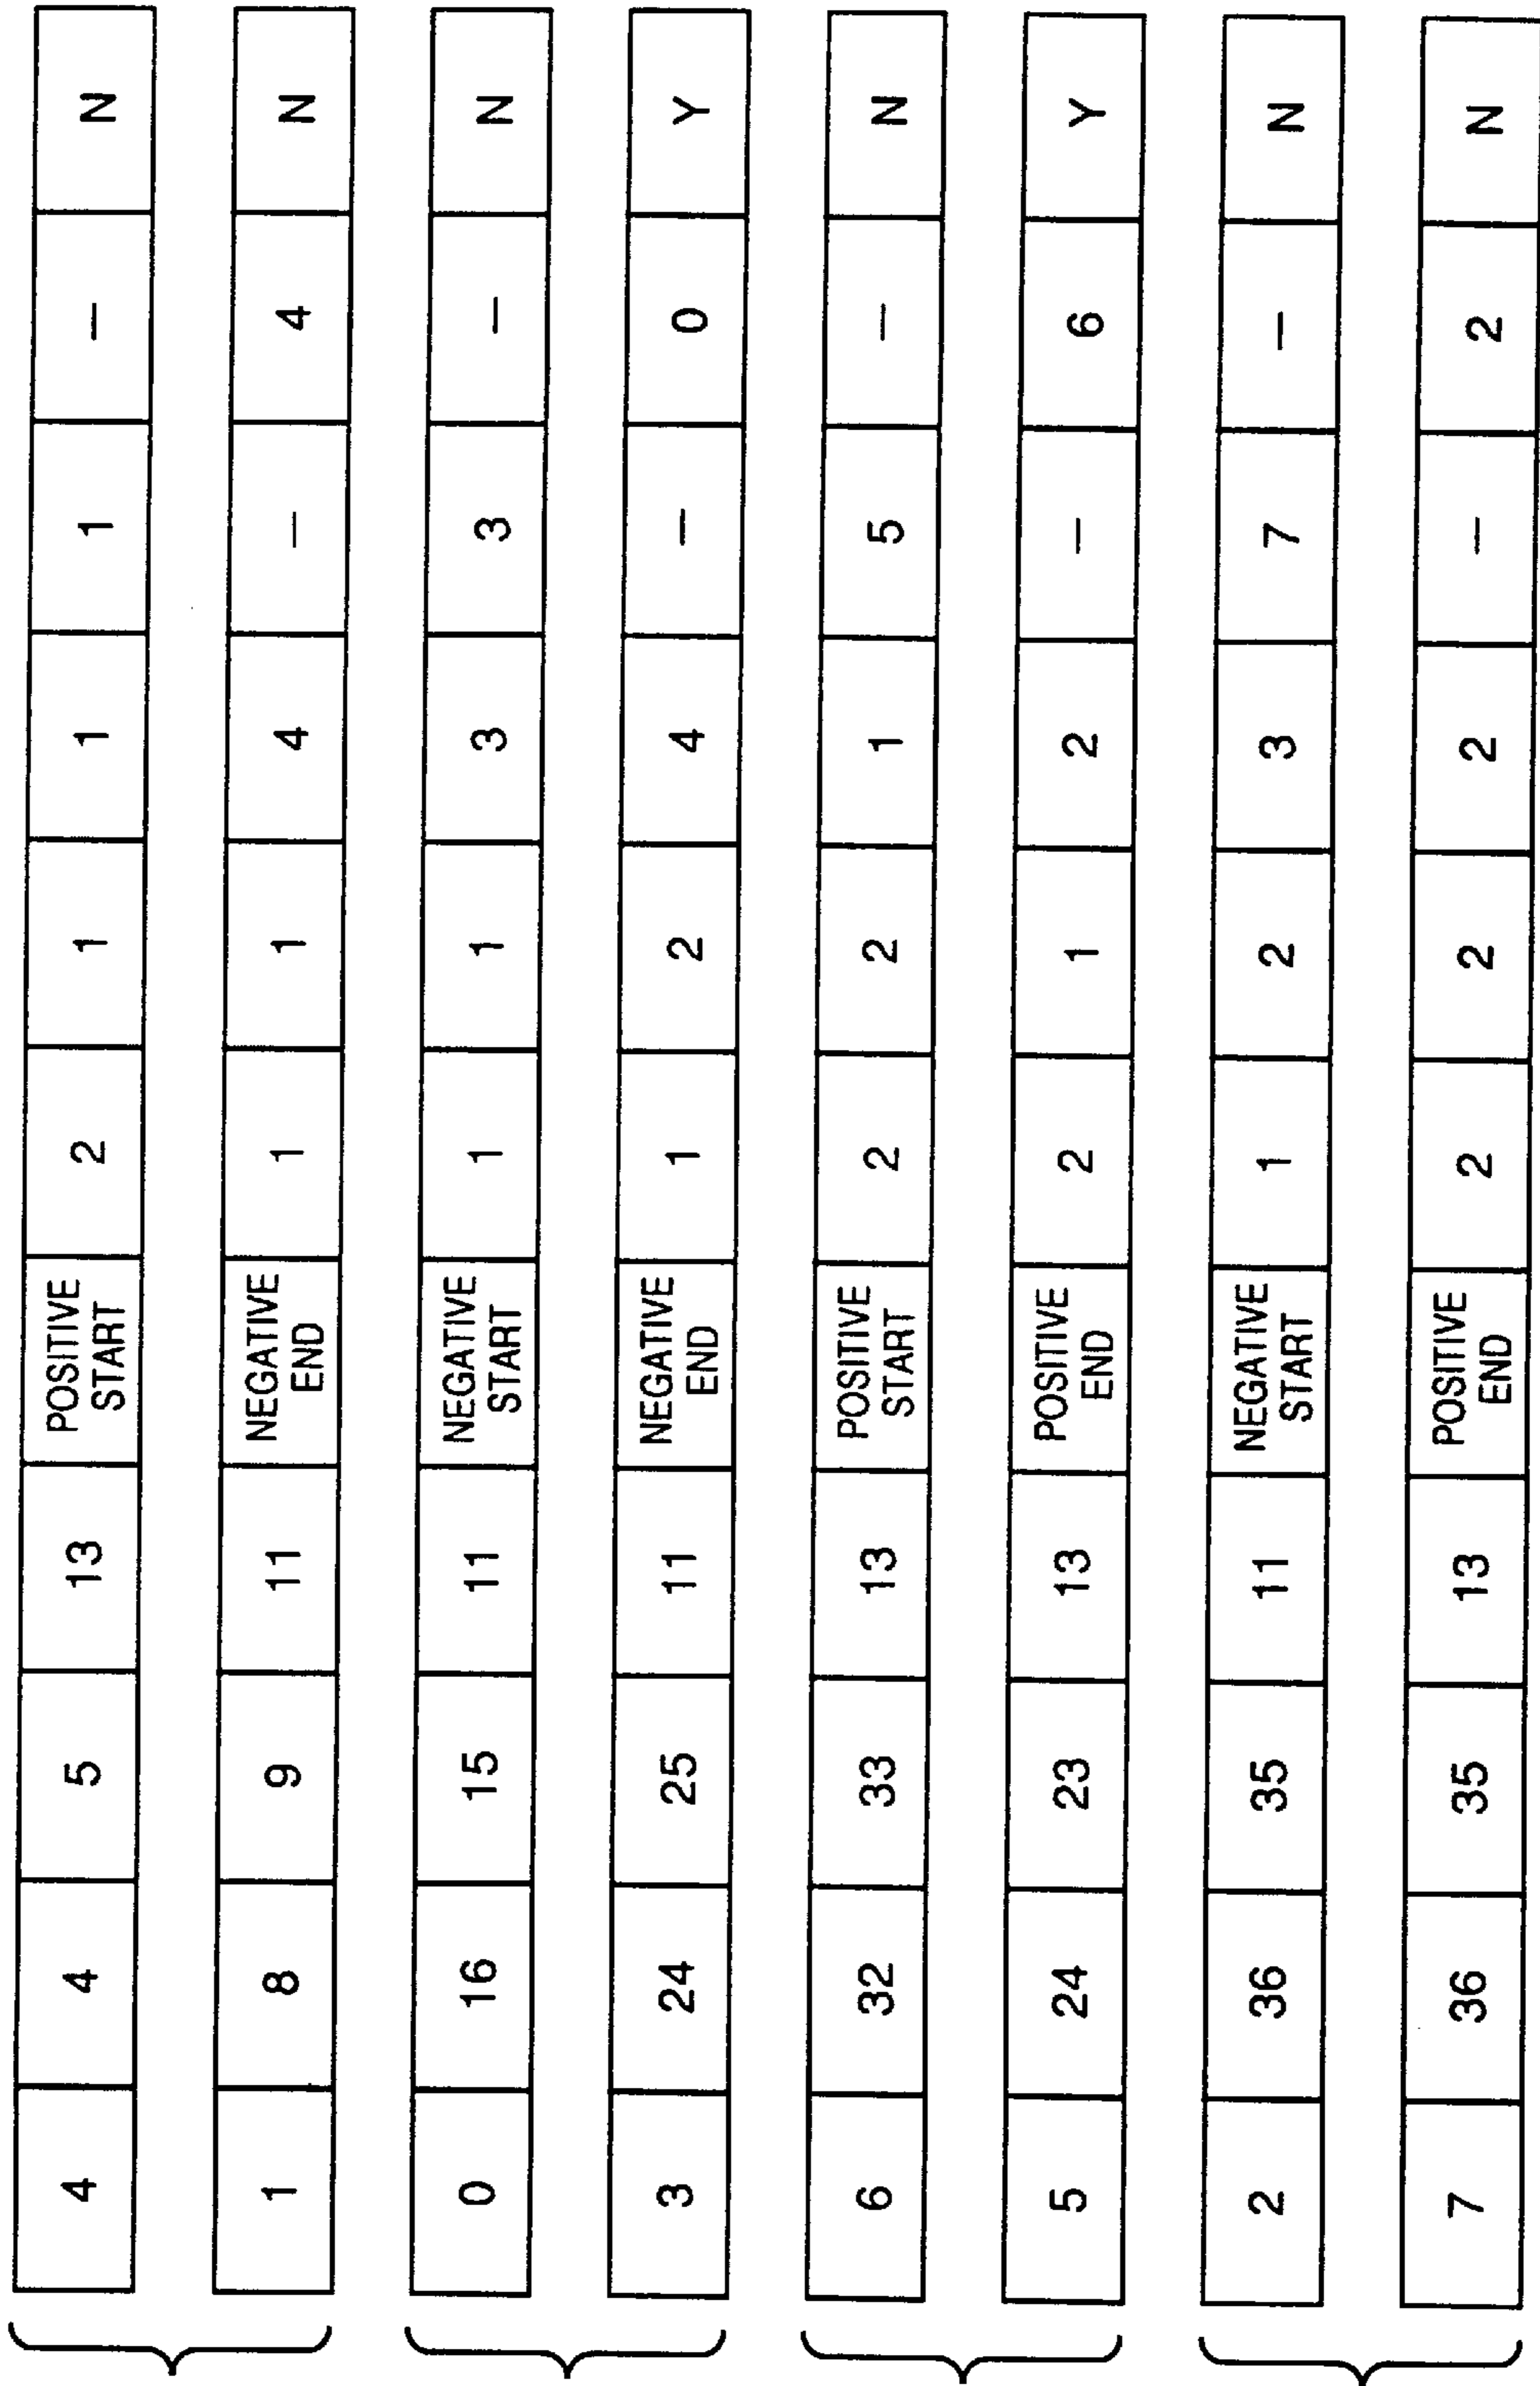 4 4 5 13 POSITIVE START 2 1 1 1 – N
1 8 9 11 NEGATIVE END 1 1 4 – 4 N
0 16 15 11 NEGATIVE START 1 1 3 3 – N
3 24 25 11 NEGATIVE END 1 2 4 – 0 Y
6 32 33 13 POSITIVE START 2 2 1 5 – N
5 24 23 13 POSITIVE END 2 1 2 – 6 Y
2 36 35 11 NEGATIVE START 1 2 3 7 – N
7 36 35 13 POSITIVE END 2 2 2 – 2 N